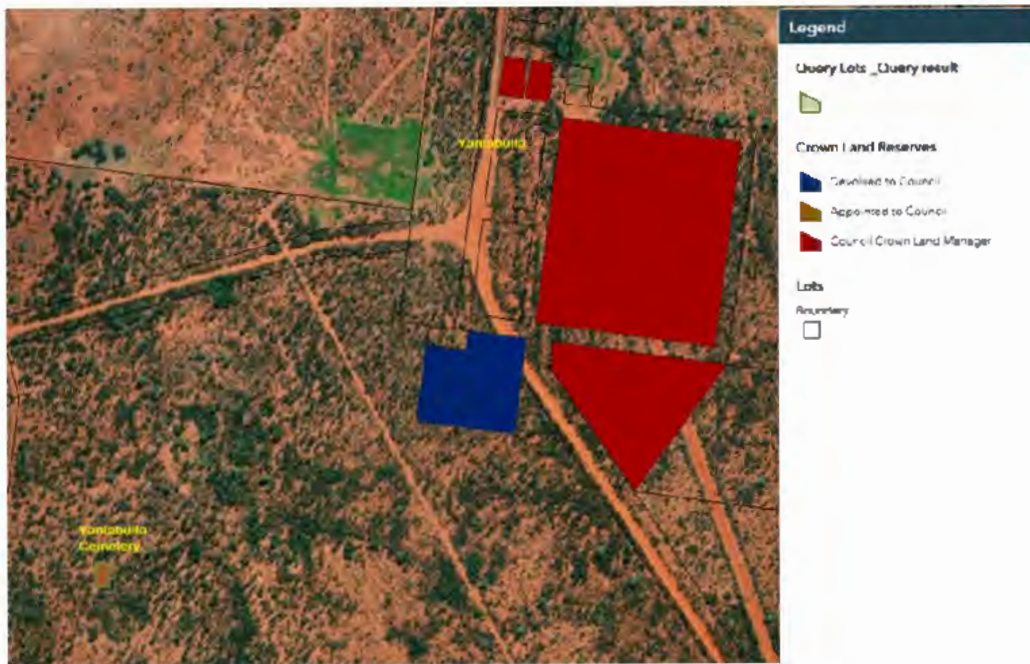 Yantabulla
Yantabulla
Cemetery
Legend
Query Lots _Query result
Crown Land Reserves
Devolved to Council
Appointed to Council
Council Crown Land Manager
Lots
Boundary